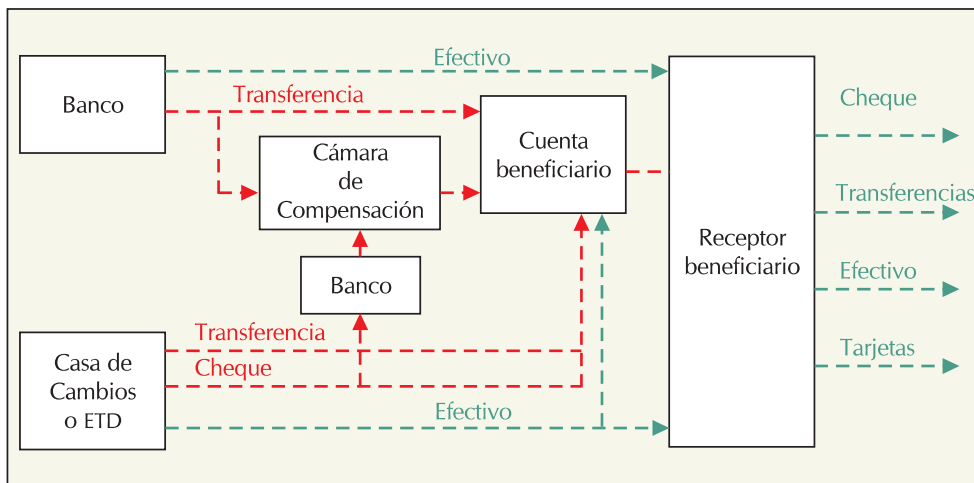 Efectivo
Banco
Transferencia
Cheque
Cámara
de
Compensación
Cuenta
beneficiario
Transferencias
Receptor
beneficiario
Banco
Efectivo
Transferencia
Casa de
Cambios
o ETD
Cheque
Tarjetas
Efectivo